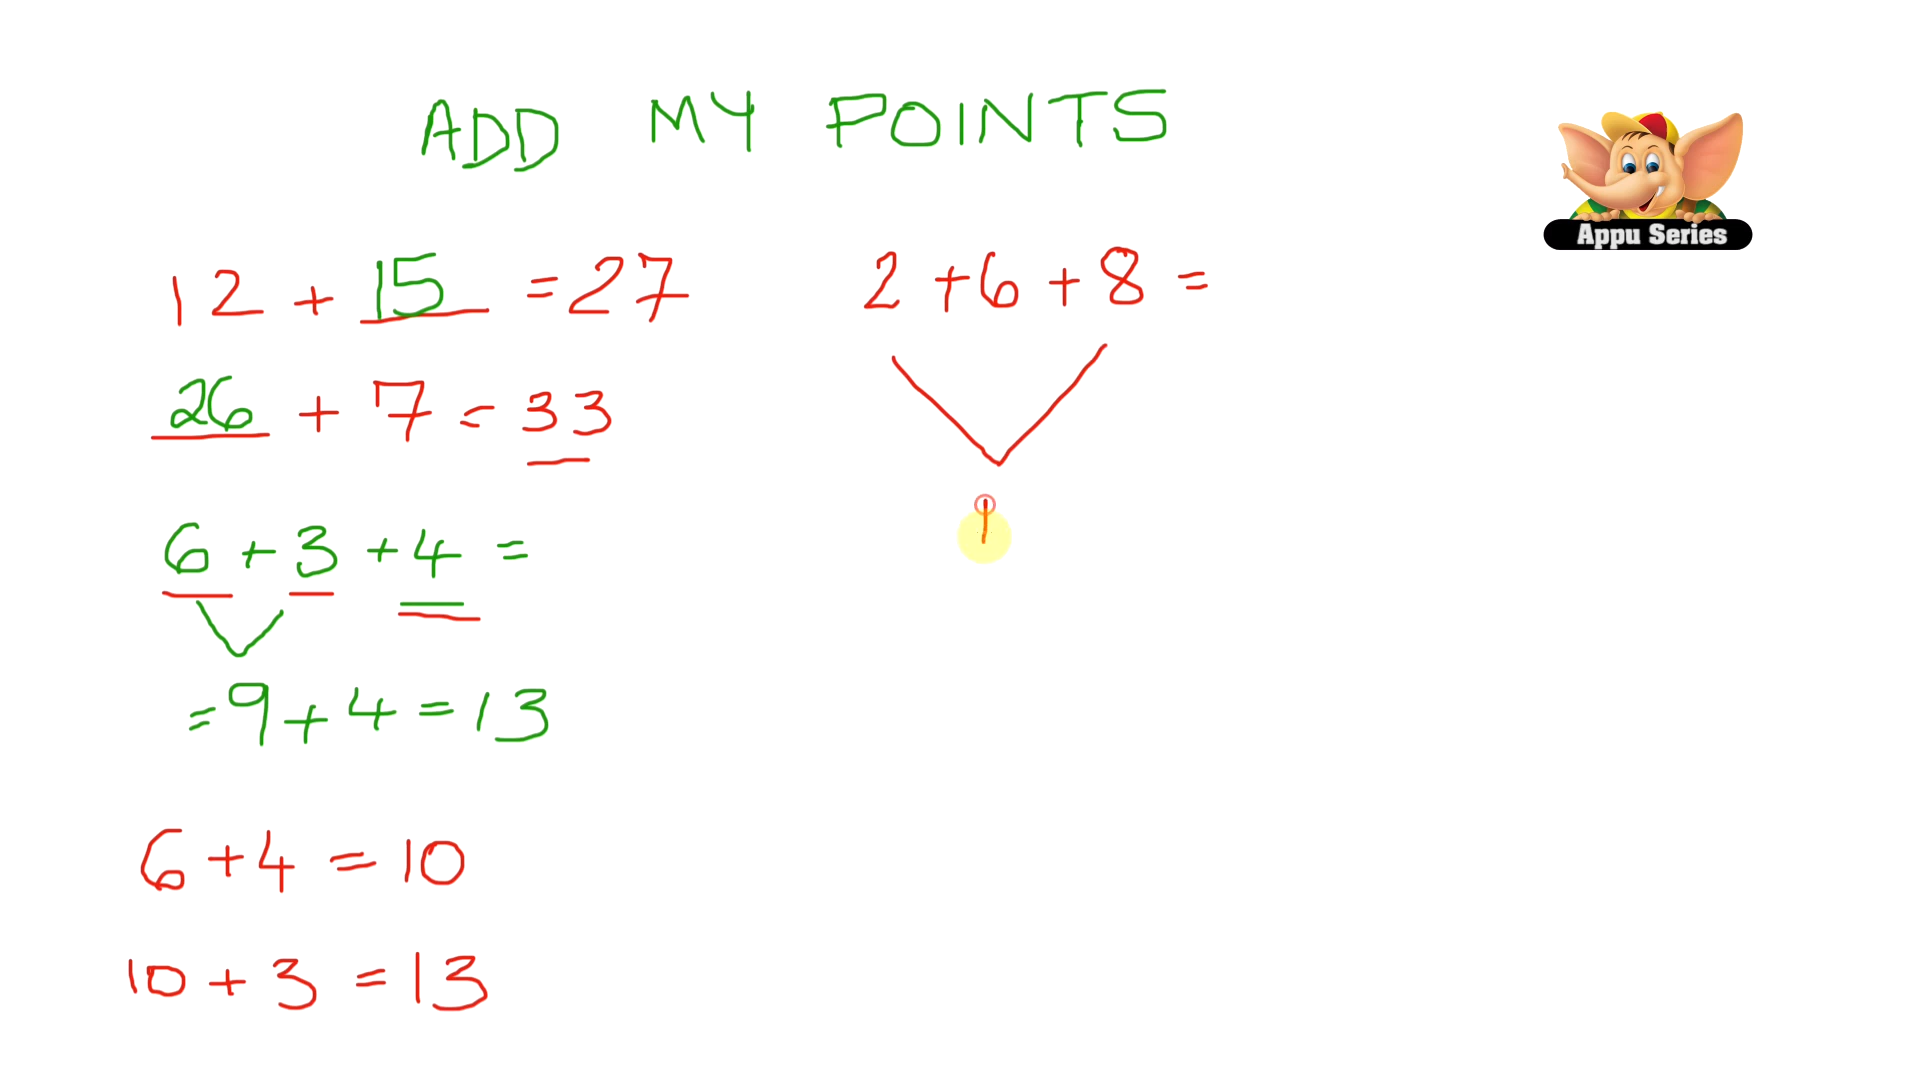 ADD MY POINTS
Appu Series
12 + 15 = 27
26 + 7 = 33
6 + 3 + 4 =
= 9 + 4 = 13
6 + 4 = 10
10 + 3 = 13
2 + 6 + 8 =
1